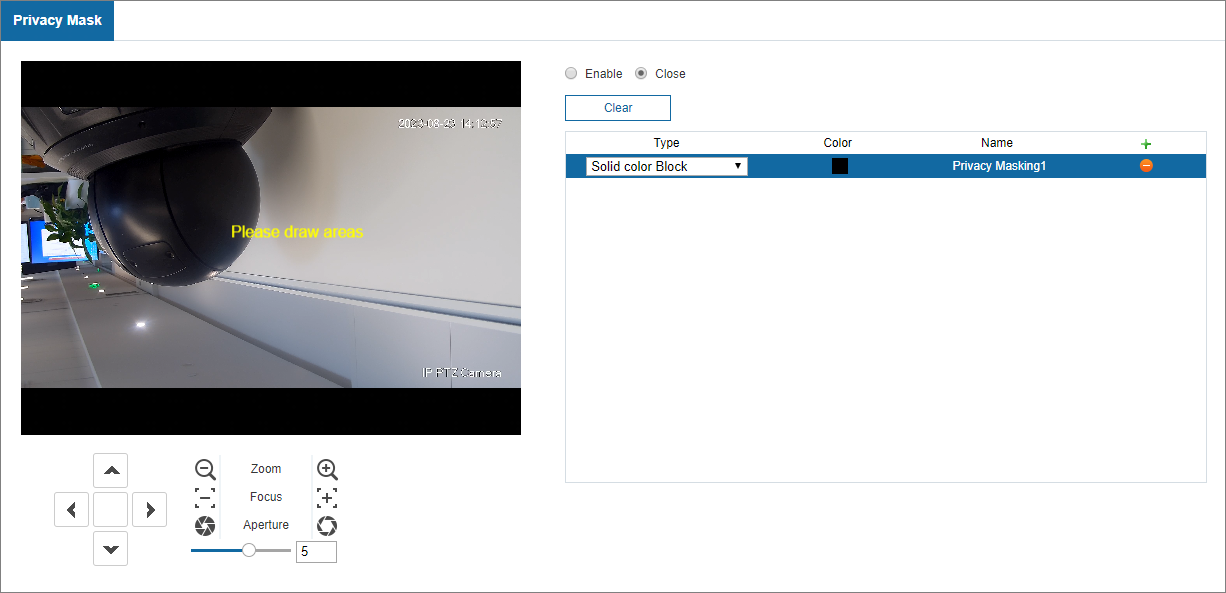 Privacy Mask
Enable
Close
Clear
Type
Color
Name
Solid color Block
Privacy Masking1
Please draw areas
IP PTZ Camera
Zoom
Focus
Aperture
5